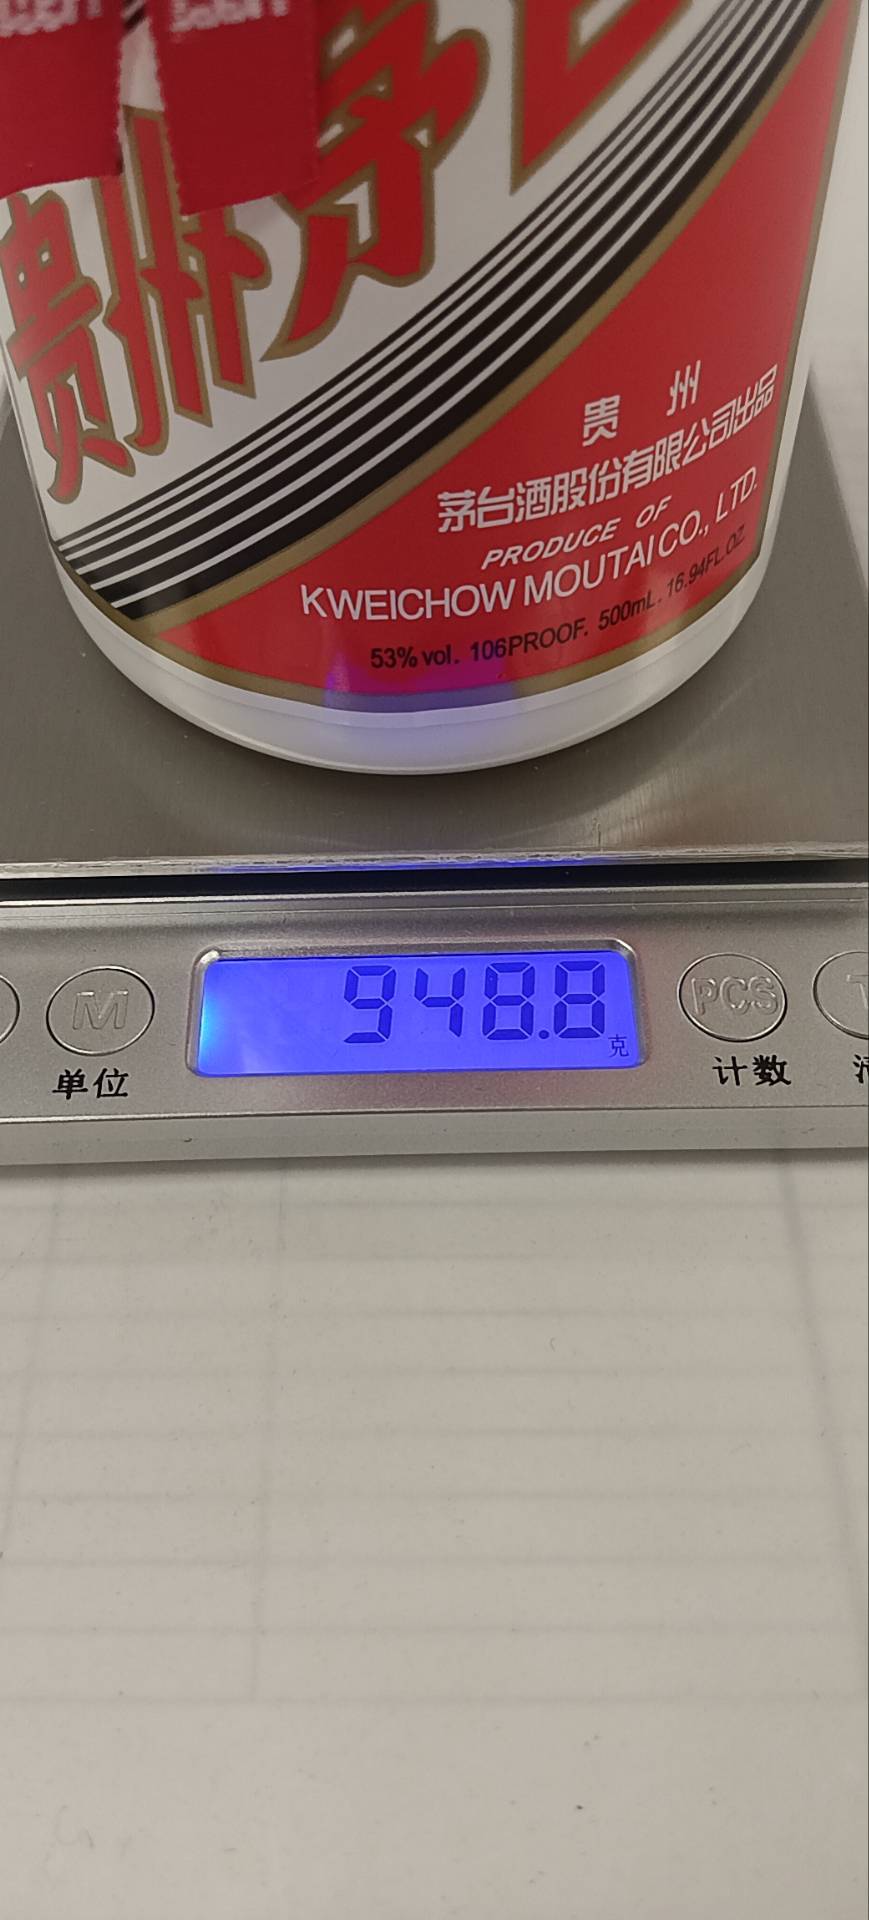 贵州茅台
贵州
茅台酒股份有限公司出品
PRODUCE OF
KWEICHOW MOUTAI CO., LTD.
53% vol. 106PROOF. 500mL. 16.94FL.OZ
948.8
克
M
单位
PCS
计数
T